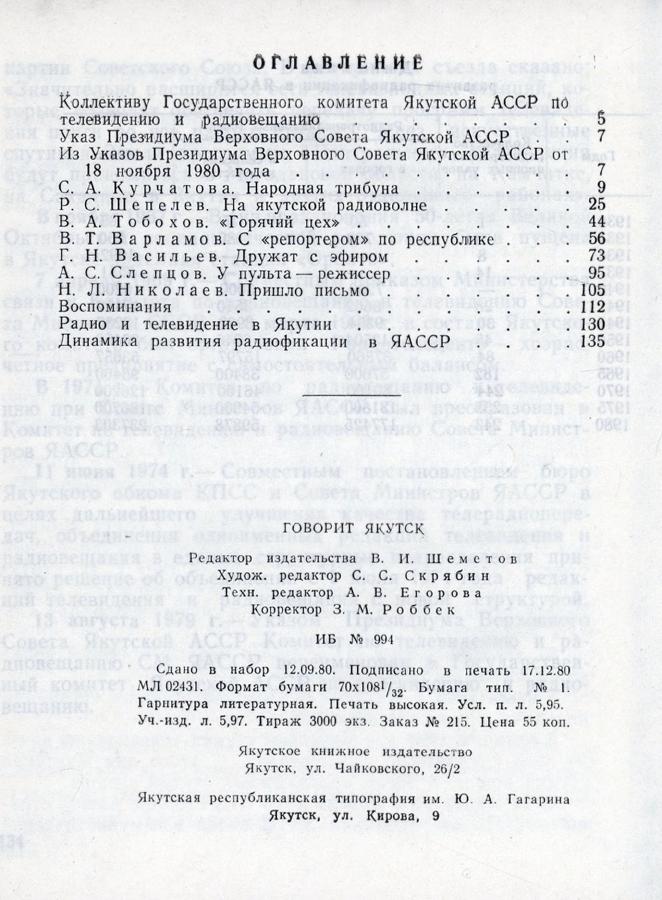 ОГЛАВЛЕНИЕ
Коллективу Государственного комитета Якутской АССР по
телевидению и радиовещанию . . . . . . . 5
Указ Президиума Верховного Совета Якутской АССР . . 7
Из Указов Президиума Верховного Совета Якутской АССР от
18 ноября 1980 года . . . . . . . . 7
С. А. Курчатова. Народная трибуна . . . . . 9
Р. С. Шепелев. На якутской радиоволне . . . . 25
В. А. Тобохов. «Горячий цех» . . . . . . 44
В. Т. Варламов. С «репортером» по республике . . . 56
Г. Н. Васильев. Дружат с эфиром . . . . . 73
А. С. Слепцов. У пульта — режиссер . . . . . 95
Н. Л. Николаев. Пришло письмо . . . . . . 105
Воспоминания . . . . . . . . . . . 112
Радио и телевидение в Якутии . . . . . . . 130
Динамика развития радиофикации в ЯАССР . . . 135
ГОВОРИТ ЯКУТСК
Редактор издательства В. И. Шеметов
Худож. редактор С. С. Скрябин
Техн. редактор А. В. Егорова
Корректор З. М. Роббек
ИБ № 994
Сдано в набор 12.09.80. Подписано в печать 17.12.80
МЛ 02431. Формат бумаги 70х1081/32. Бумага тип. № 1.
Гарнитура литературная. Печать высокая. Усл. п. л. 5,95.
Уч.-изд. л. 5,97. Тираж 3000 экз. Заказ № 215. Цена 55 коп.
Якутское книжное издательство
Якутск, ул. Чайковского, 26/2
Якутская республиканская типография им. Ю. А. Гагарина
Якутск, ул. Кирова, 9